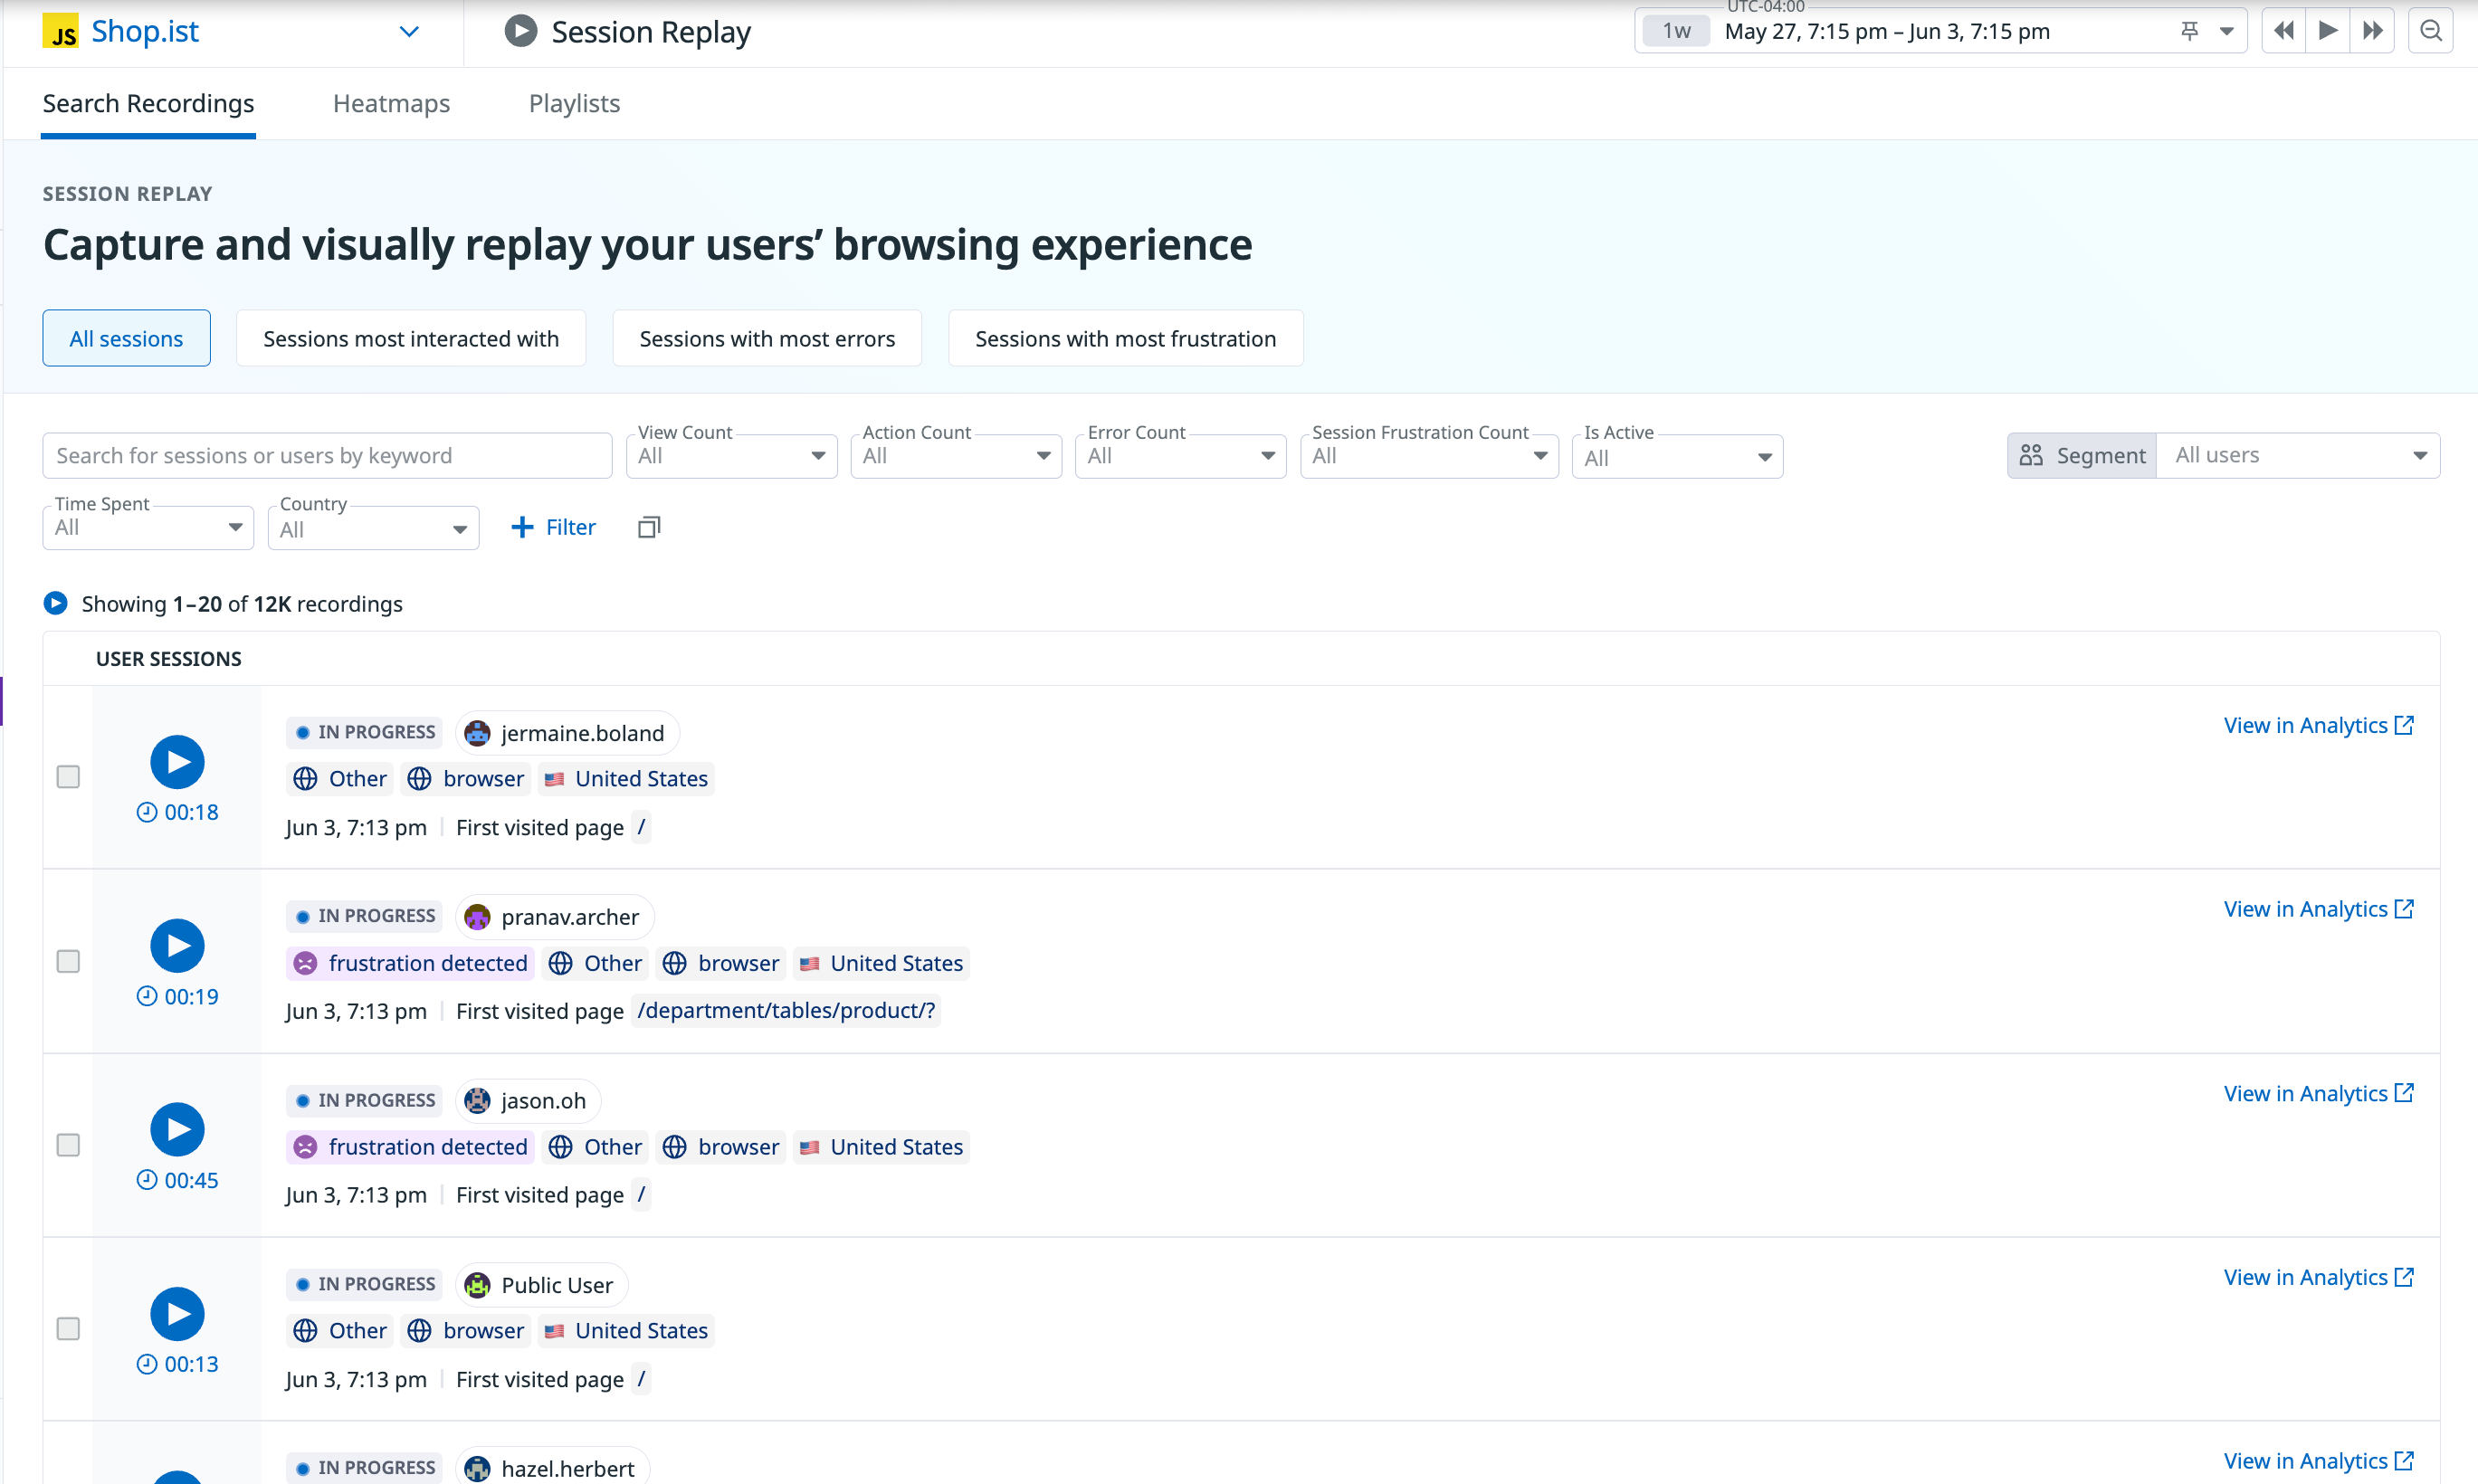 JS Shop.ist
Session Replay
UTC-04:00
1w May 27, 7:15 pm – Jun 3, 7:15 pm
Search Recordings Heatmaps Playlists
SESSION REPLAY
Capture and visually replay your users’ browsing experience
All sessions Sessions most interacted with Sessions with most errors Sessions with most frustration
View Count Action Count Error Count Session Frustration Count Is Active
Search for sessions or users by keyword All All All All All Segment All users
Time Spent Country
All All + Filter
Showing 1–20 of 12K recordings
USER SESSIONS
IN PROGRESS jermaine.boland View in Analytics
Other browser United States
00:18
Jun 3, 7:13 pm First visited page /
IN PROGRESS pranav.archer View in Analytics
frustration detected Other browser United States
00:19
Jun 3, 7:13 pm First visited page /department/tables/product/?
IN PROGRESS jason.oh View in Analytics
frustration detected Other browser United States
00:45
Jun 3, 7:13 pm First visited page /
IN PROGRESS Public User View in Analytics
Other browser United States
00:13
Jun 3, 7:13 pm First visited page /
IN PROGRESS hazel.herbert View in Analytics